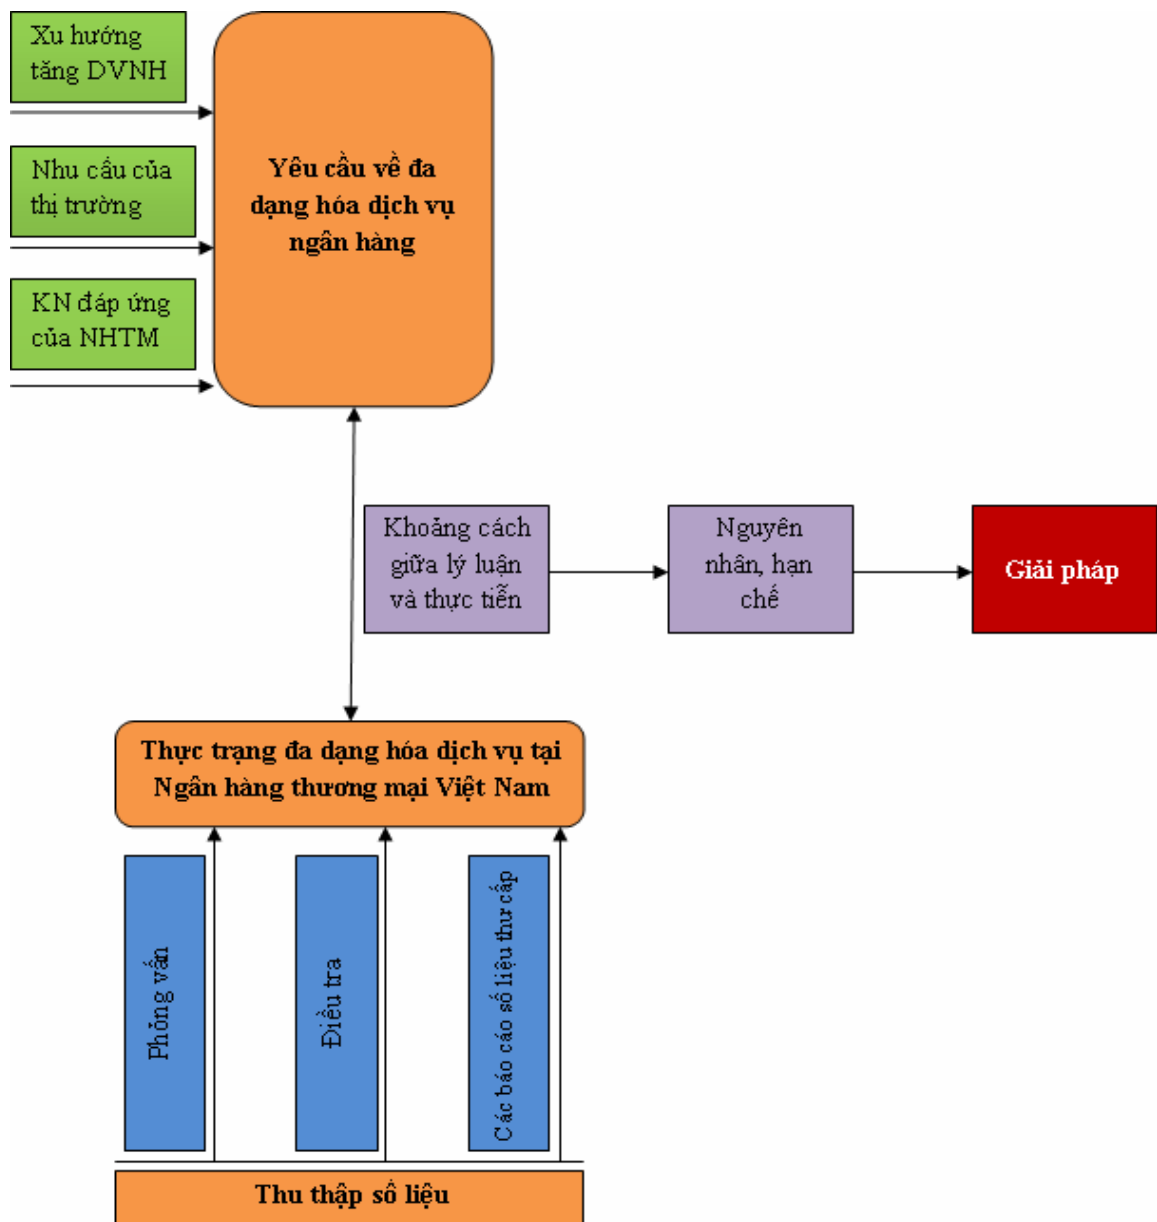 Xu hướng
tăng DVNH
Nhu cầu của
thị trường
KN đáp ứng
của NHTM
Yêu cầu về đa
dạng hóa dịch vụ
ngân hàng
Khoảng cách
giữa lý luận
và thực tiễn
Nguyên
nhân, hạn
chế
Giải pháp
Thực trạng đa dạng hóa dịch vụ tại
Ngân hàng thương mại Việt Nam
Phỏng vấn
Điều tra
Các báo cáo số liệu thư cấp
Thu thập số liệu